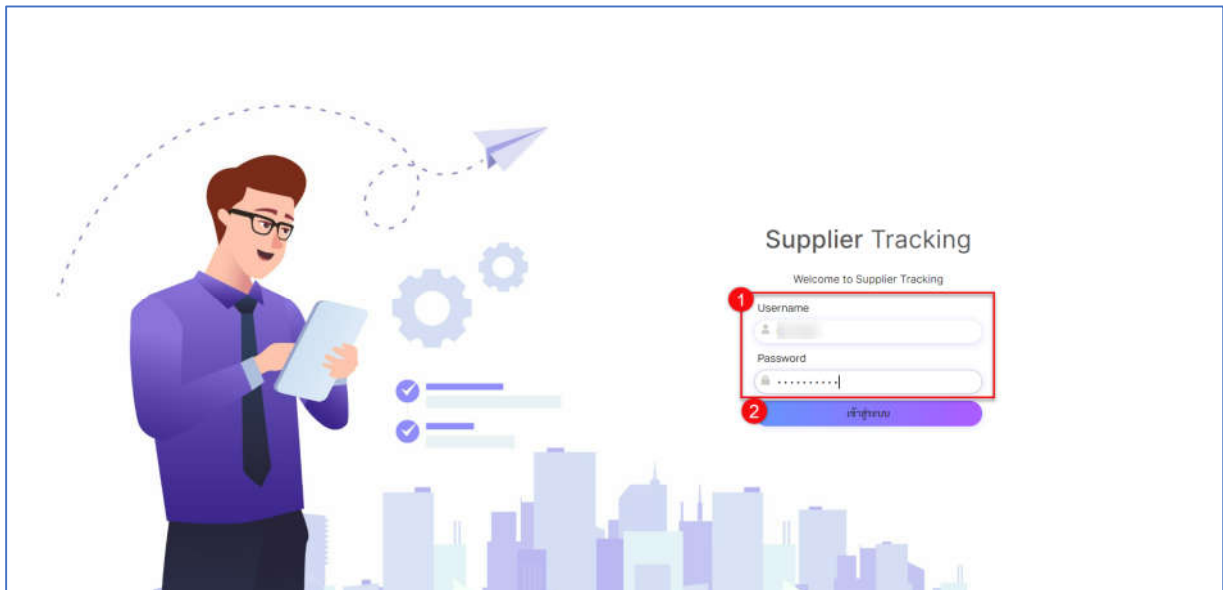 Supplier Tracking
Welcome to Supplier Tracking
1
Username
Password
..........
2
เข้าสู่ระบบ